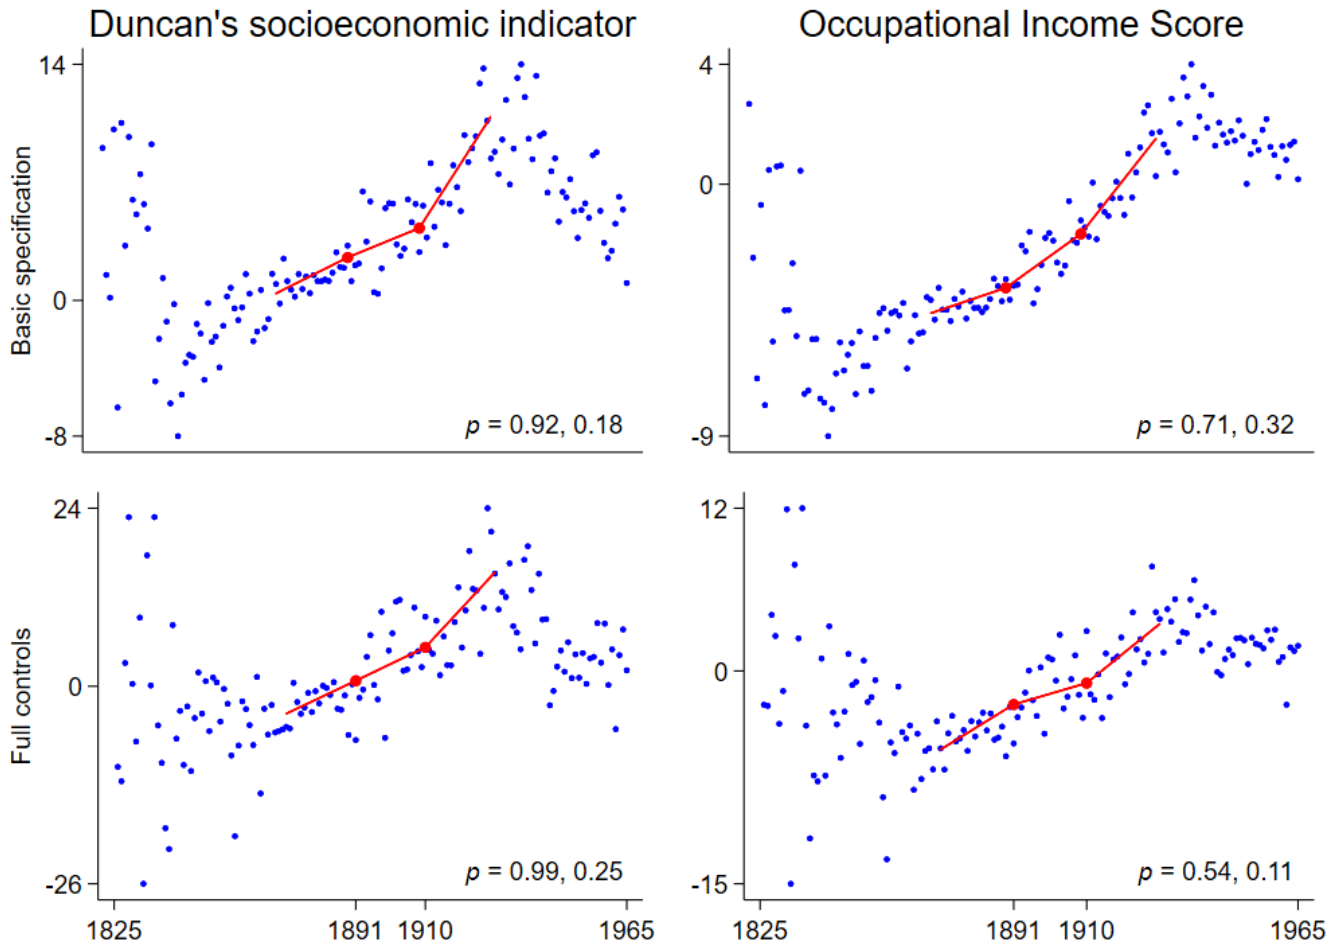 Duncan's socioeconomic indicator
Occupational Income Score
Basic specification
14
0
-8
p = 0.92, 0.18
4
0
-9
p = 0.71, 0.32
Full controls
24
0
-26
p = 0.99, 0.25
1825 1891 1910 1965
12
0
-15
p = 0.54, 0.11
1825 1891 1910 1965